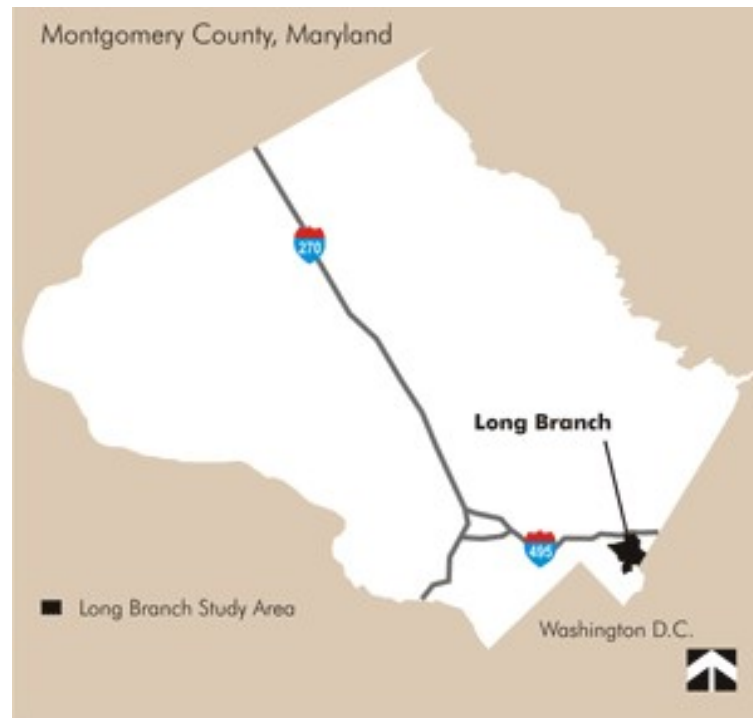 Montgomery County, Maryland
270
Long Branch
495
Long Branch Study Area
Washington D.C.